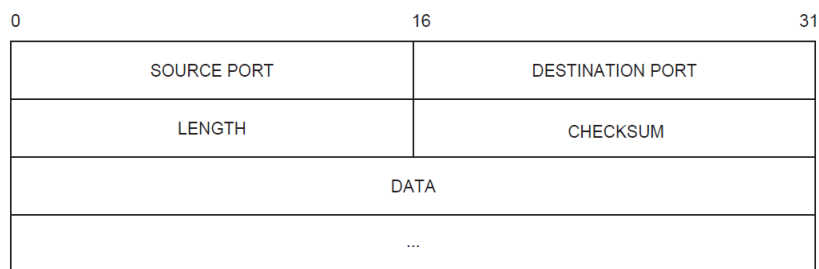 0 16 31
SOURCE PORT DESTINATION PORT
LENGTH CHECKSUM
DATA
...